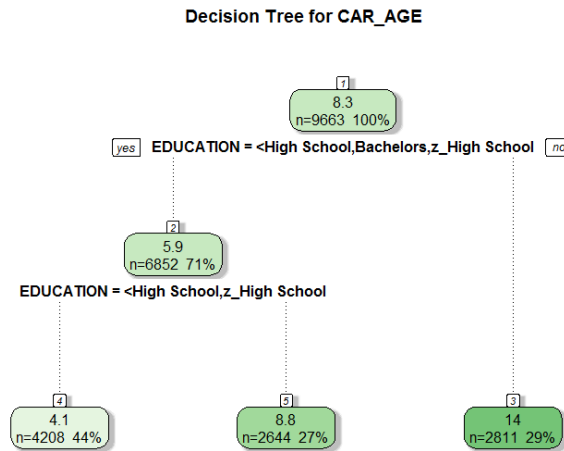 Decision Tree for CAR_AGE
1
8.3
n=9663 100%
yes EDUCATION = <High School,Bachelors,z_High School no
2
5.9
n=6852 71%
EDUCATION = <High School,z_High School
4 5 3
4.1 8.8 14
n=4208 44% n=2644 27% n=2811 29%